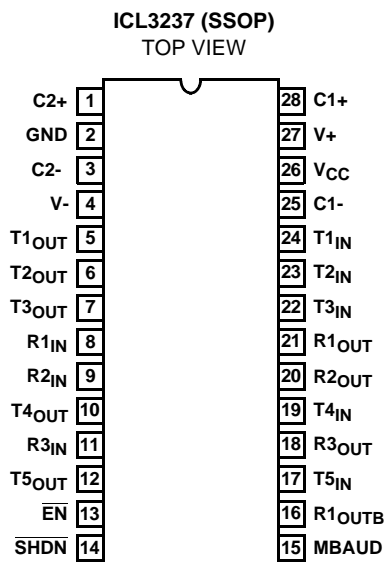 ICL3237 (SSOP)
TOP VIEW
C2+ 1 28 C1+
GND 2 27 V+
C2- 3 26 VCC
V- 4 25 C1-
T1OUT 5 24 T1IN
T2OUT 6 23 T2IN
T3OUT 7 22 T3IN
R1IN 8 21 R1OUT
R2IN 9 20 R2OUT
T4OUT 10 19 T4IN
R3IN 11 18 R3OUT
T5OUT 12 17 T5IN
E̅N̅ 13 16 R1OUTB
S̅H̅D̅N̅ 14 15 MBAUD